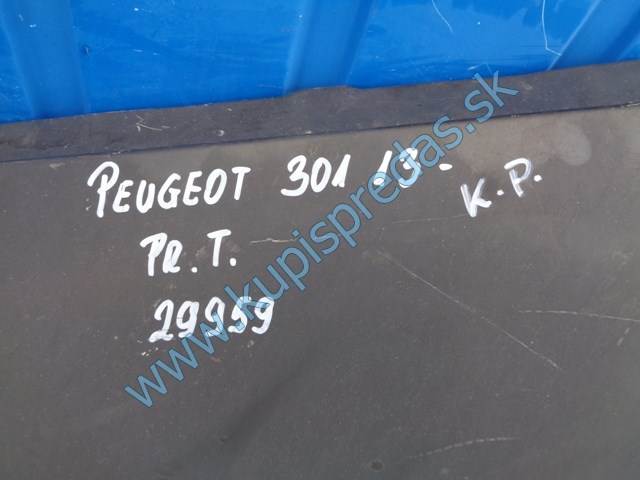 PEUGEOT 301 .13-
K.P.
PR.T.
29959
www.kupispredas.sk